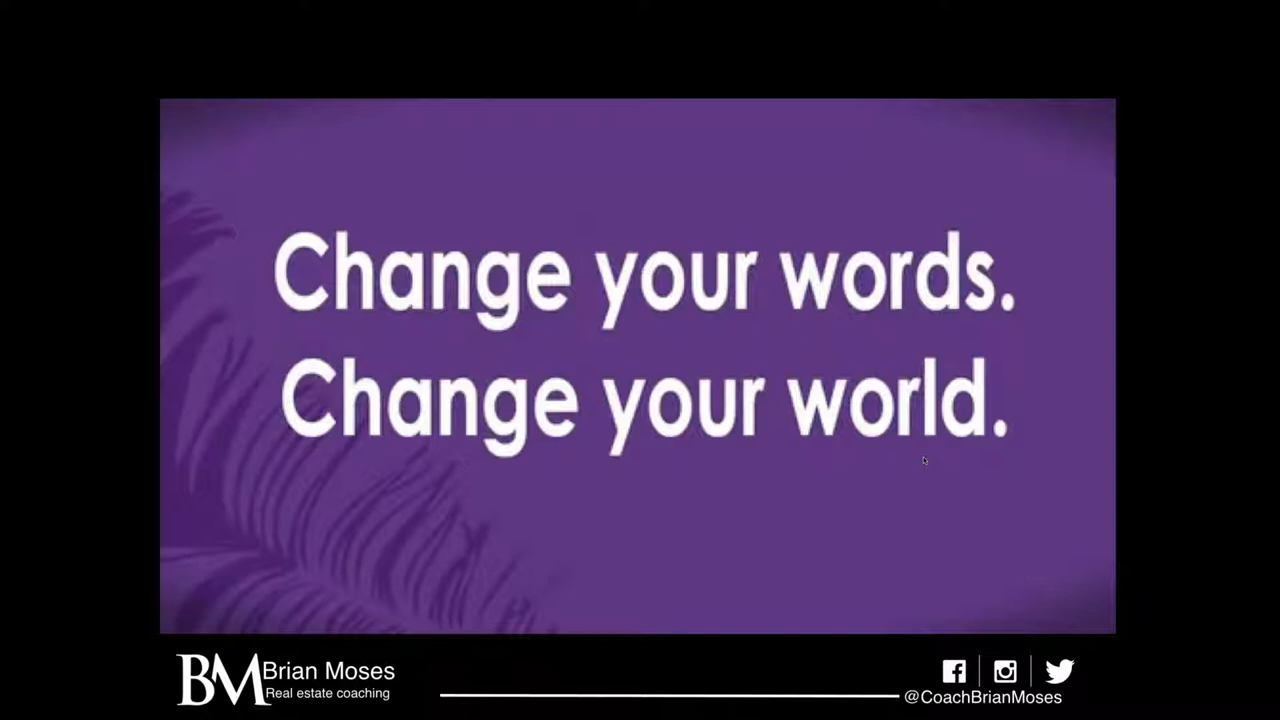 Change your words.
Change your world.
BM
Brian Moses
Real estate coaching
@CoachBrianMoses